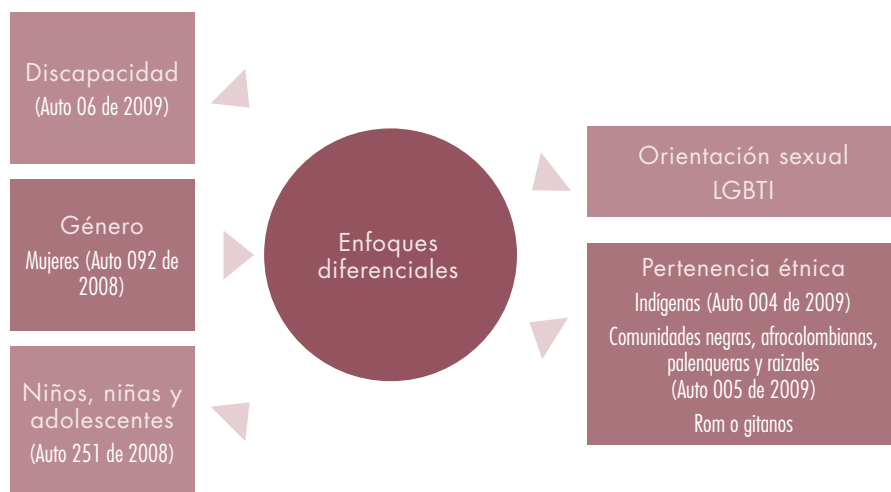 Discapacidad
(Auto 06 de 2009)
Género
Mujeres (Auto 092 de
2008)
Niños, niñas y
adolescentes
(Auto 251 de 2008)
Enfoques
diferenciales
Orientación sexual
LGBTI
Pertenencia étnica
Indígenas (Auto 004 de 2009)
Comunidades negras, afrocolombianas,
palenqueras y raizales
(Auto 005 de 2009)
Rom o gitanos